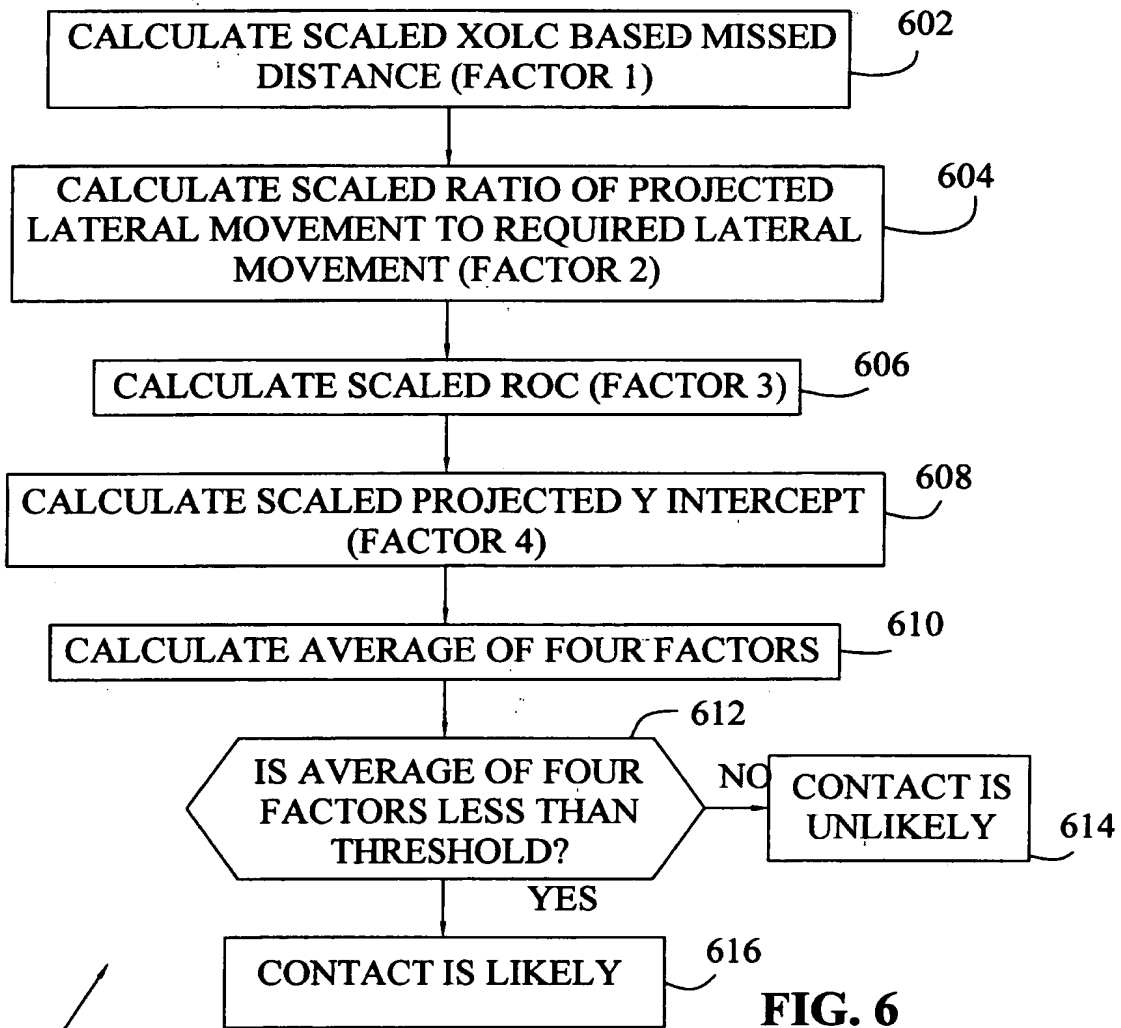 CALCULATE SCALED XOLC BASED MISSED
DISTANCE (FACTOR 1)
602
CALCULATE SCALED RATIO OF PROJECTED
LATERAL MOVEMENT TO REQUIRED LATERAL
MOVEMENT (FACTOR 2)
604
CALCULATE SCALED ROC (FACTOR 3)
606
CALCULATE SCALED PROJECTED Y INTERCEPT
(FACTOR 4)
608
CALCULATE AVERAGE OF FOUR FACTORS
610
612
IS AVERAGE OF FOUR
FACTORS LESS THAN
THRESHOLD?
NO
CONTACT IS
UNLIKELY
614
YES
CONTACT IS LIKELY
616
FIG. 6